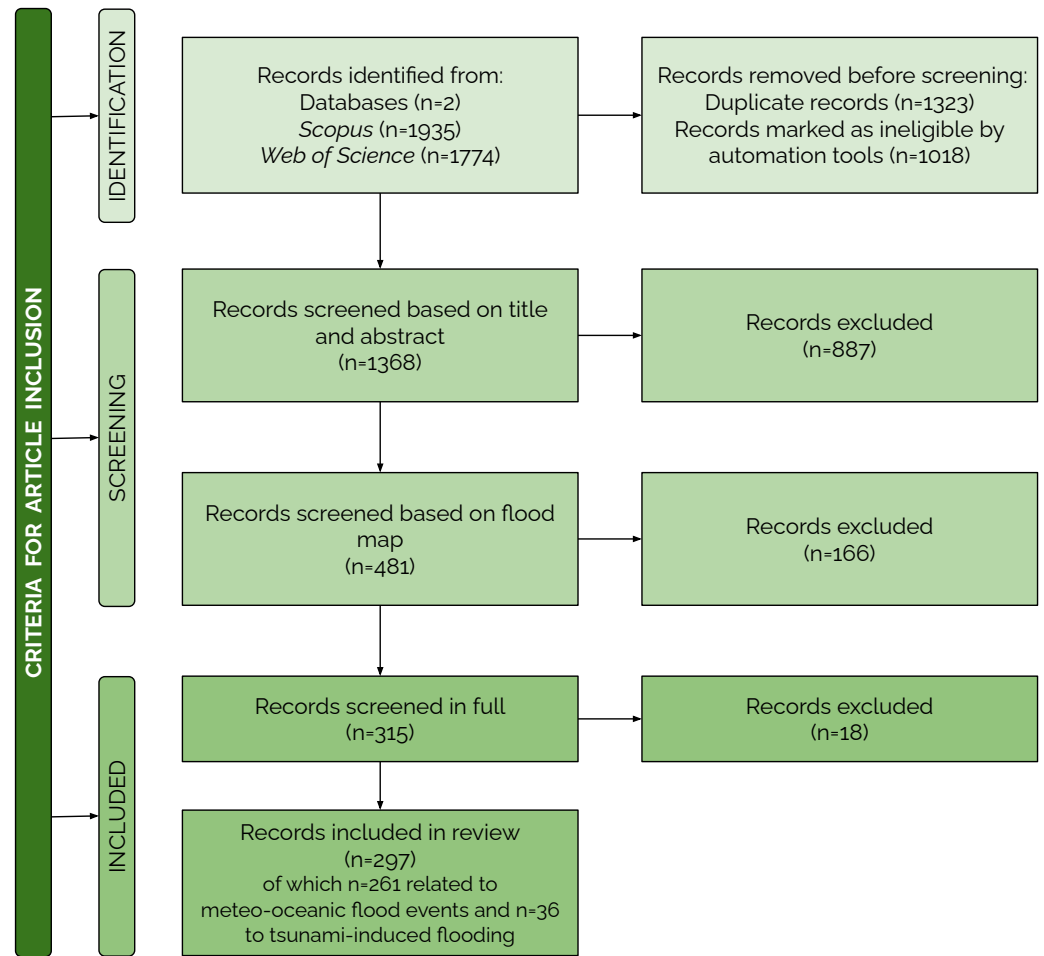 CRITERIA FOR ARTICLE INCLUSION
IDENTIFICATION
Records identified from:
Databases (n=2)
Scopus (n=1935)
Web of Science (n=1774)
Records removed before screening:
Duplicate records (n=1323)
Records marked as ineligible by
automation tools (n=1018)
SCREENING
Records screened based on title
and abstract
(n=1368)
Records excluded
(n=887)
Records screened based on flood
map
(n=481)
Records excluded
(n=166)
INCLUDED
Records screened in full
(n=315)
Records excluded
(n=18)
Records included in review
(n=297)
of which n=261 related to
meteo-oceanic flood events and n=36
to tsunami-induced flooding